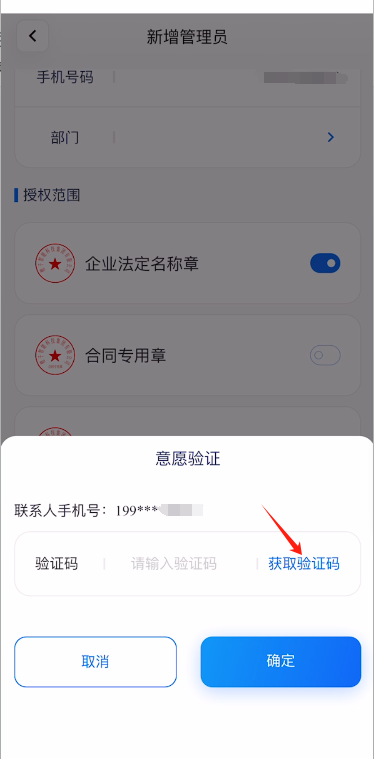 新增管理员
手机号码
部门
授权范围
企业法定名称章
合同专用章
意愿验证
联系人手机号：199***
验证码 请输入验证码 获取验证码
取消 确定